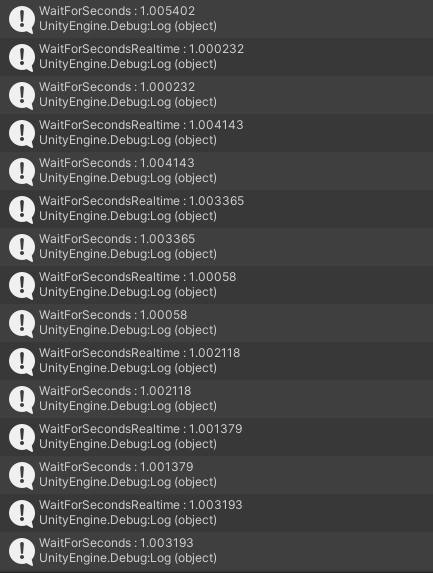 WaitForSeconds : 1.005402
UnityEngine.Debug:Log (object)
WaitForSecondsRealtime : 1.000232
UnityEngine.Debug:Log (object)
WaitForSeconds : 1.000232
UnityEngine.Debug:Log (object)
WaitForSecondsRealtime : 1.004143
UnityEngine.Debug:Log (object)
WaitForSeconds : 1.004143
UnityEngine.Debug:Log (object)
WaitForSecondsRealtime : 1.003365
UnityEngine.Debug:Log (object)
WaitForSeconds : 1.003365
UnityEngine.Debug:Log (object)
WaitForSecondsRealtime : 1.00058
UnityEngine.Debug:Log (object)
WaitForSeconds : 1.00058
UnityEngine.Debug:Log (object)
WaitForSecondsRealtime : 1.002118
UnityEngine.Debug:Log (object)
WaitForSeconds : 1.002118
UnityEngine.Debug:Log (object)
WaitForSecondsRealtime : 1.001379
UnityEngine.Debug:Log (object)
WaitForSeconds : 1.001379
UnityEngine.Debug:Log (object)
WaitForSecondsRealtime : 1.003193
UnityEngine.Debug:Log (object)
WaitForSeconds : 1.003193
UnityEngine.Debug:Log (object)